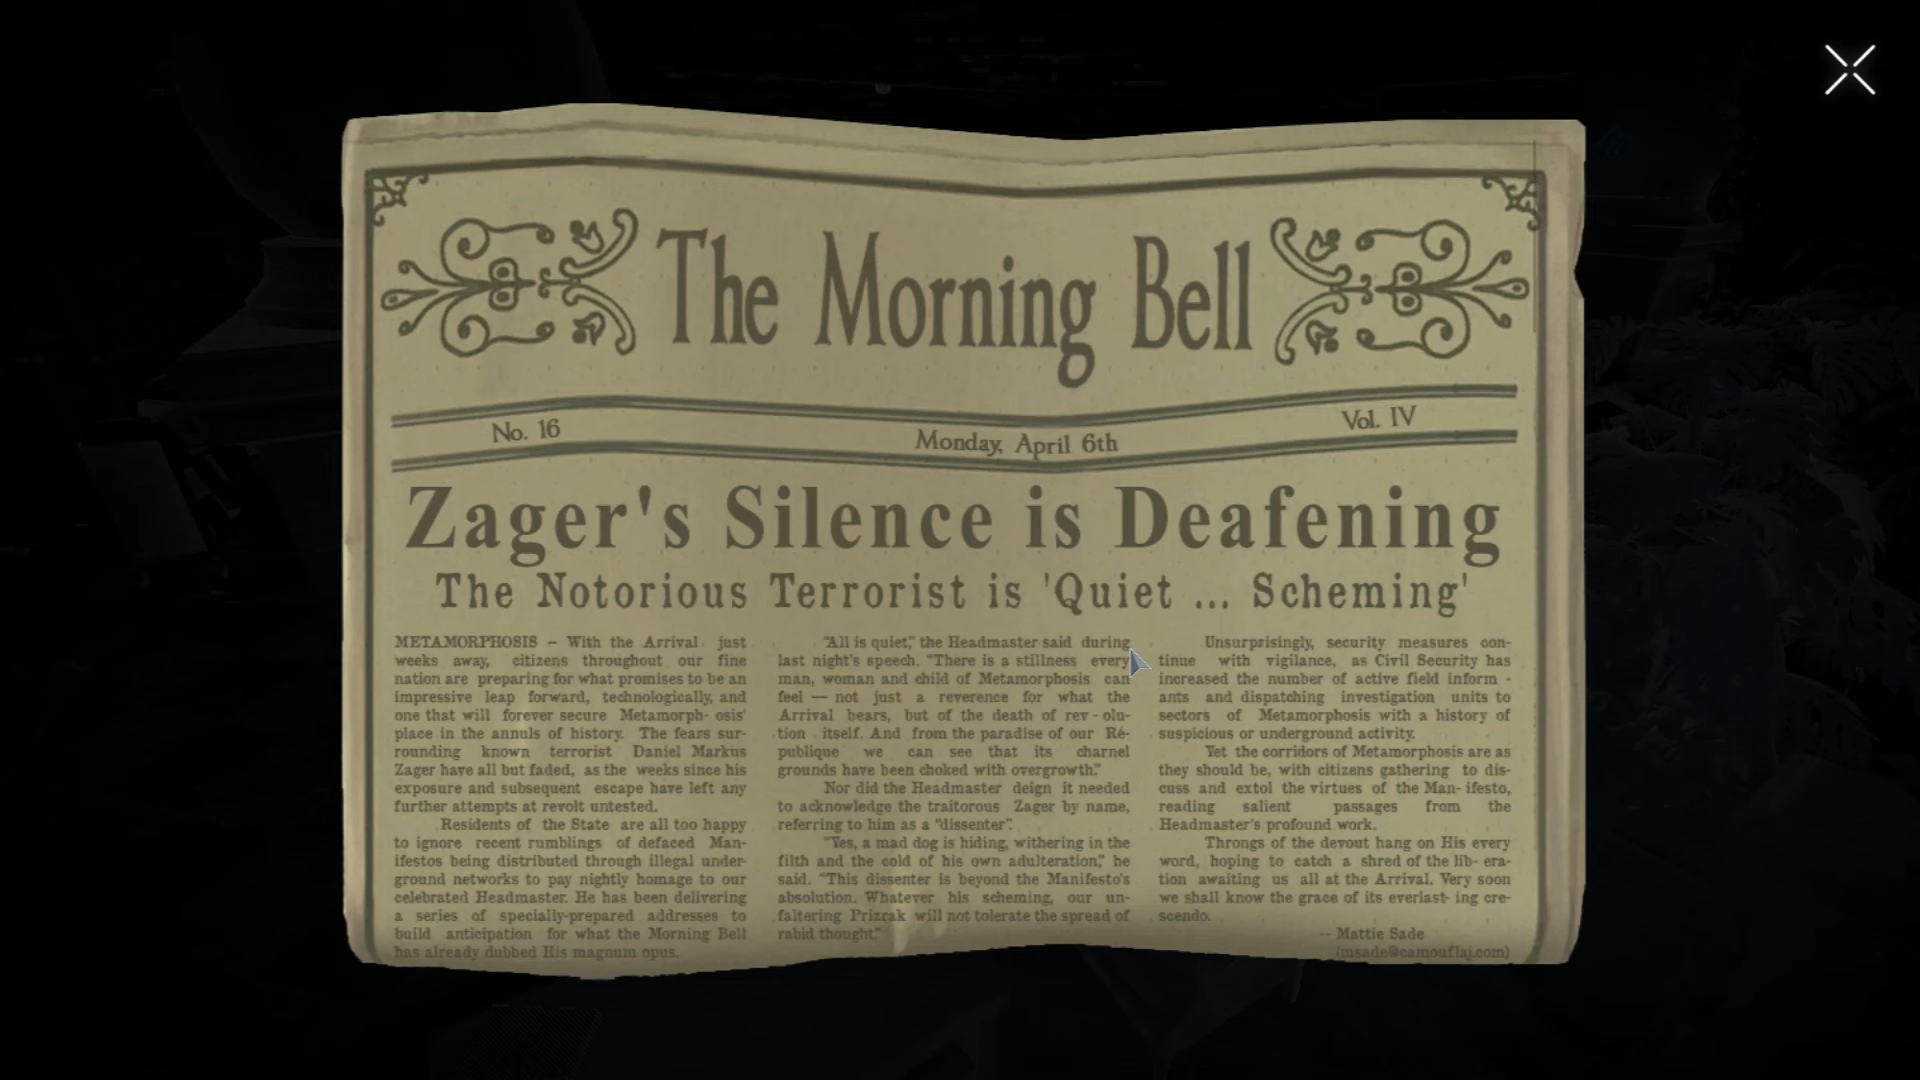 The Morning Bell
No. 16
Monday, April 6th
Vol. IV
Zager's Silence is Deafening
The Notorious Terrorist is 'Quiet ... Scheming'
METAMORPHOSIS – With the Arrival just
weeks away, citizens throughout our fine
nation are preparing for what promises to be an
impressive leap forward, technologically, and
one that will forever secure Metamorph- osis'
place in the annuls of history. The fears sur-
rounding known terrorist Daniel Markus
Zager have all but faded, as the weeks since his
exposure and subsequent escape have left any
further attempts at revolt untested.
Residents of the State are all too happy
to ignore recent rumblings of defaced Man-
ifestos being distributed through illegal under-
ground networks to pay nightly homage to our
celebrated Headmaster. He has been delivering
a series of specially-prepared addresses to
build anticipation for what the Morning Bell
has already dubbed His magnum opus.
"All is quiet," the Headmaster said during
last night's speech. "There is a stillness every
man, woman and child of Metamorphosis can
feel — not just a reverence for what the
Arrival bears, but of the death of rev - olu-
tion itself. And from the paradise of our Ré-
publique we can see that its charnel
grounds have been choked with overgrowth."
Nor did the Headmaster deign it needed
to acknowledge the traitorous Zager by name,
referring to him as a "dissenter".
"Yes, a mad dog is hiding, withering in the
filth and the cold of his own adulteration," he
said. "This dissenter is beyond the Manifesto's
absolution. Whatever his scheming, our un-
faltering Prizrak will not tolerate the spread of
rabid thought."
Unsurprisingly, security measures con-
tinue with vigilance, as Civil Security has
increased the number of active field inform -
ants and dispatching investigation units to
sectors of Metamorphosis with a history of
suspicious or underground activity.
Yet the corridors of Metamorphosis are as
they should be, with citizens gathering to dis-
cuss and extol the virtues of the Man- ifesto,
reading salient passages from the
Headmaster's profound work.
Throngs of the devout hang on His every
word, hoping to catch a shred of the lib- era-
tion awaiting us all at the Arrival. Very soon
we shall know the grace of its everlast- ing cre-
scendo.
-- Mattie Sade
(msade@camouflaj.com)